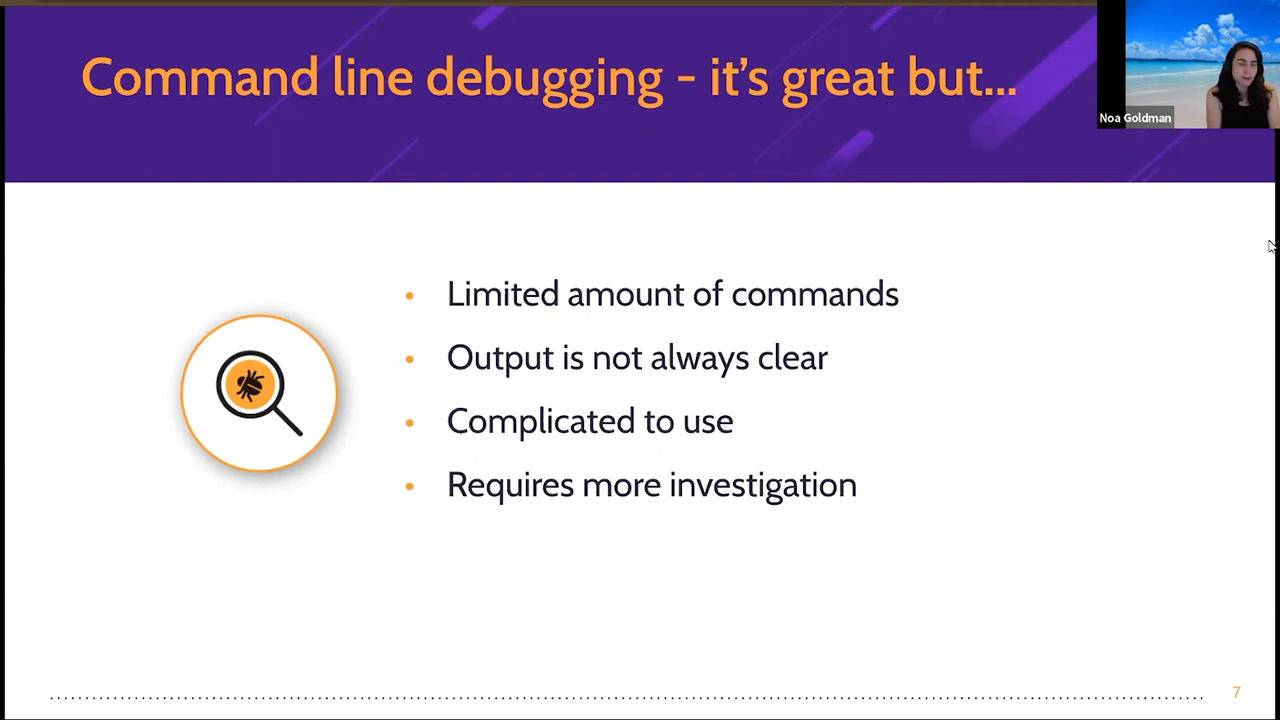 Command line debugging - it's great but...
Noa Goldman
• Limited amount of commands
• Output is not always clear
• Complicated to use
• Requires more investigation
7